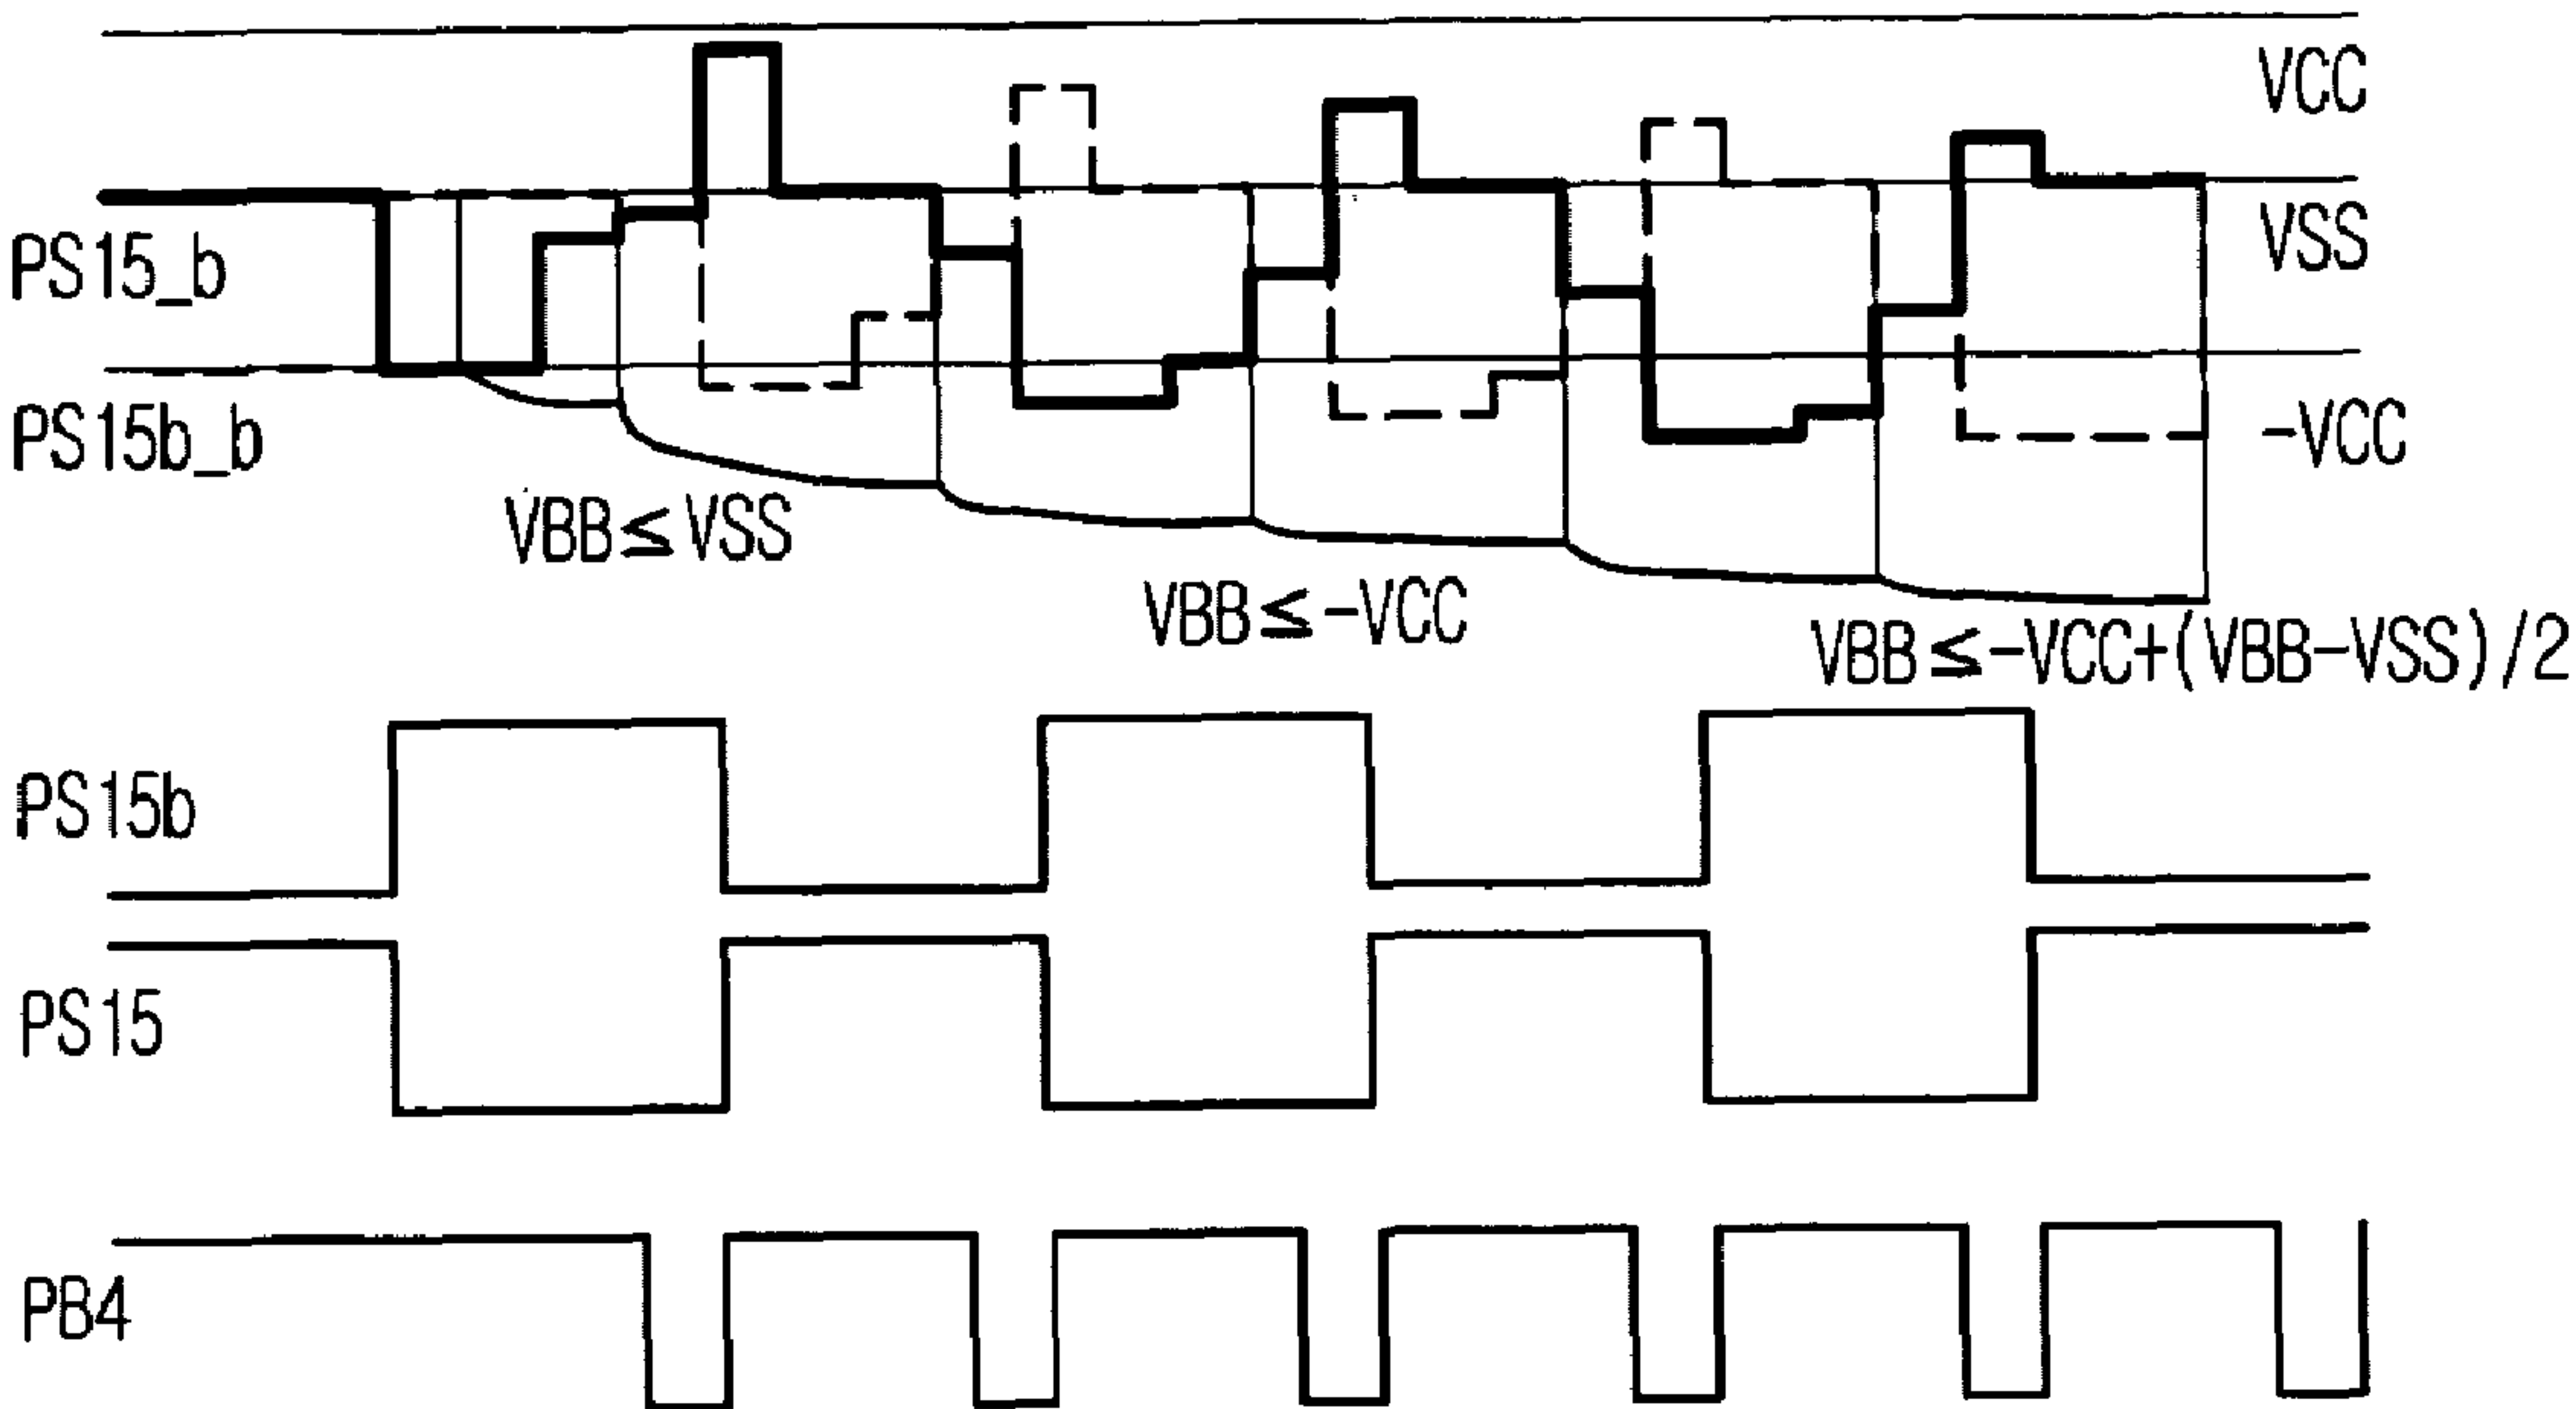 VCC
PS15_b
VSS
PS15b_b
-VCC
VBB ≤ VSS
VBB ≤ -VCC
VBB ≤ -VCC+(VBB-VSS)/2
PS15b
PS15
PB4